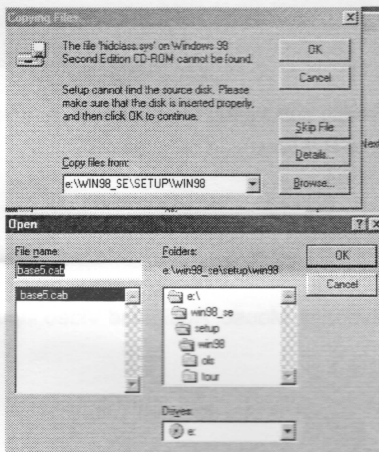 Copying Files...
The file 'hidclass.sys' on Windows 98
Second Edition CD-ROM cannot be found.
Setup cannot find the source disk. Please
make sure that the disk is inserted properly,
and then click OK to continue.
Copy files from:
e:\WIN98_SE\SETUP\WIN98
OK
Cancel
Skip File
Details...
Browse...
Next
Open
File name:
base5.cab
base5.cab
Folders:
e:\win98_se\setup\win98
e:\
win98_se
setup
win98
ols
tour
Drives:
e:
OK
Cancel